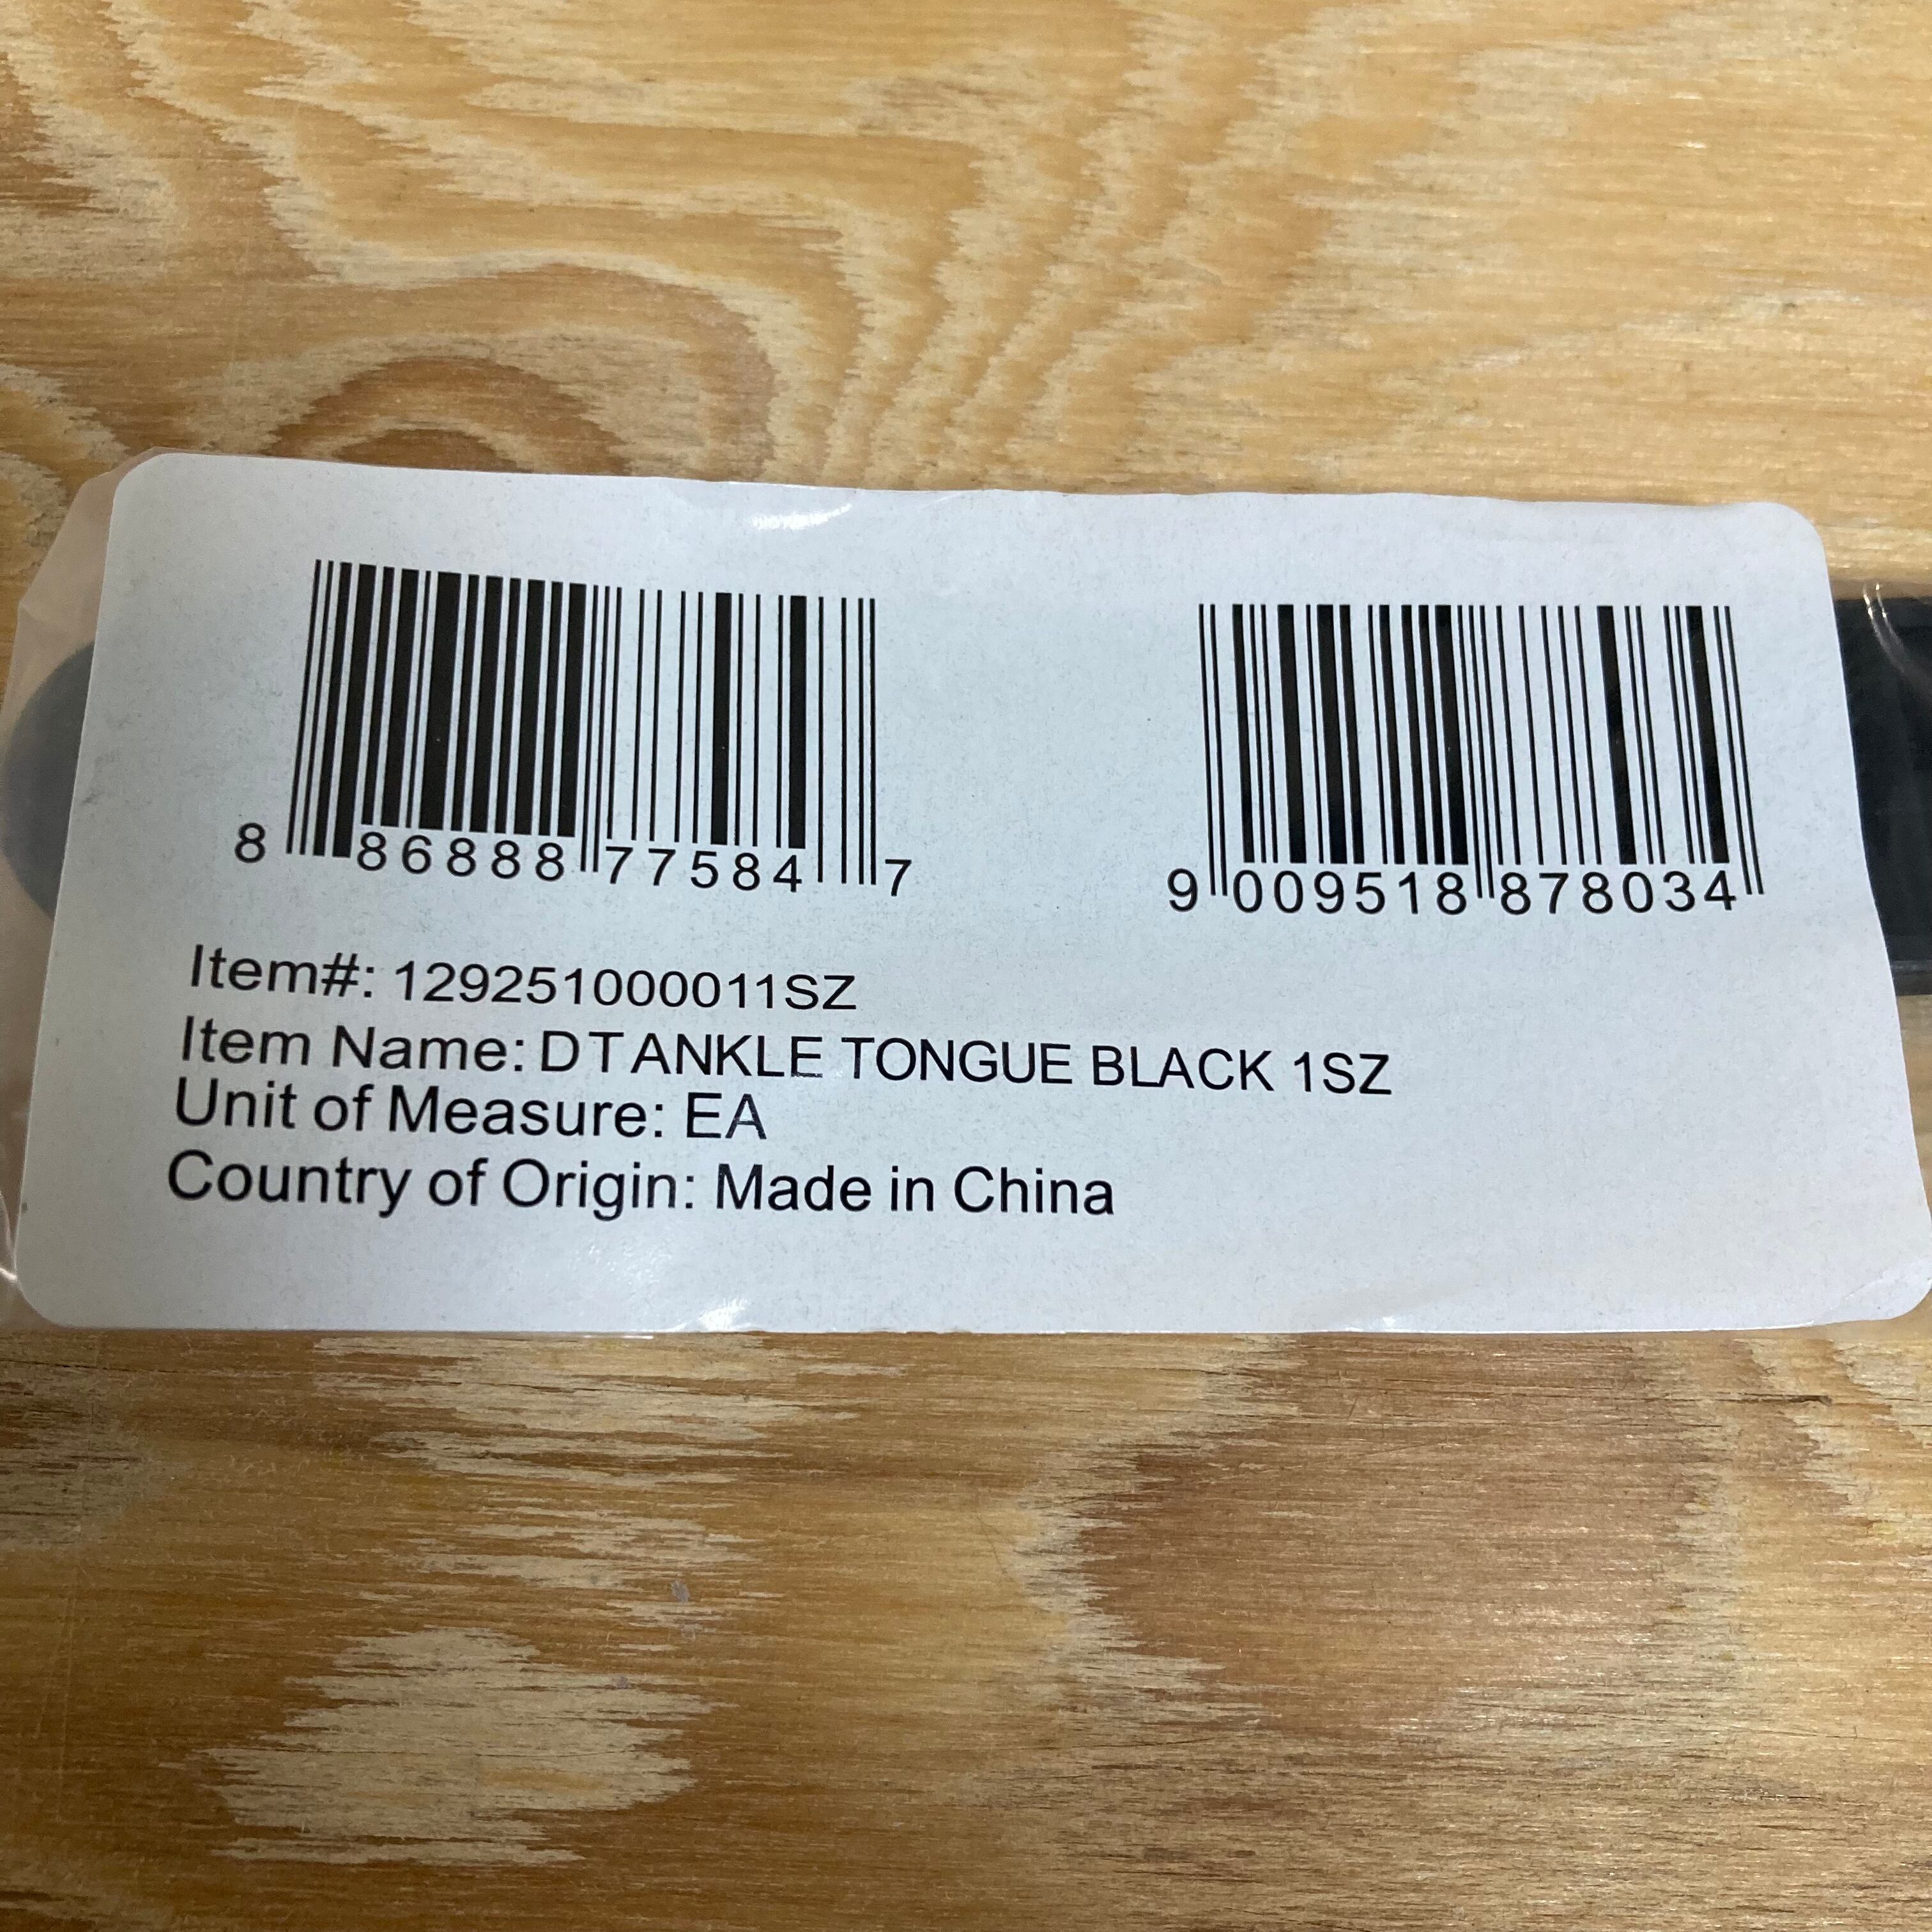 8 86888 77584 7
9 009518 878034
Item#: 129251000011SZ
Item Name: DT ANKLE TONGUE BLACK 1SZ
Unit of Measure: EA
Country of Origin: Made in China